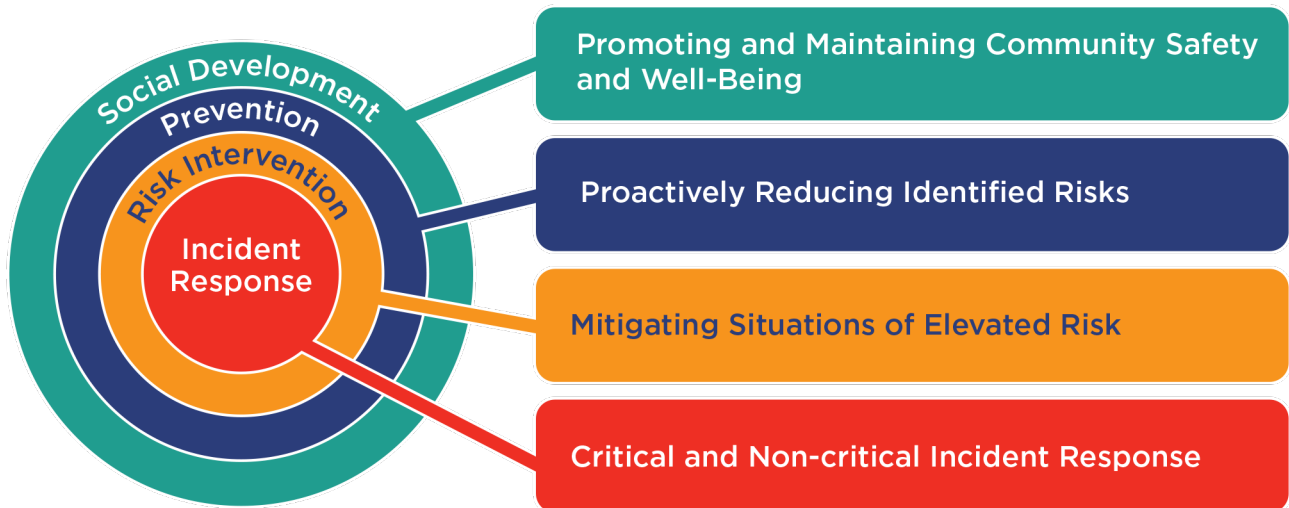 Social Development
Prevention
Risk Intervention
Incident
Response
Promoting and Maintaining Community Safety
and Well-Being
Proactively Reducing Identified Risks
Mitigating Situations of Elevated Risk
Critical and Non-critical Incident Response